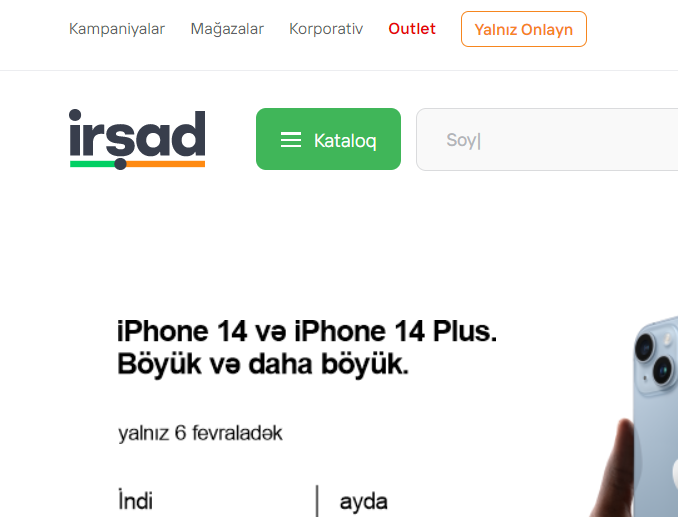 Kampaniyalar Mağazalar Korporativ Outlet Yalnız Onlayn
irşad
Kataloq Soy|
iPhone 14 və iPhone 14 Plus.
Böyük və daha böyük.
yalnız 6 fevraladək
İndi | ayda